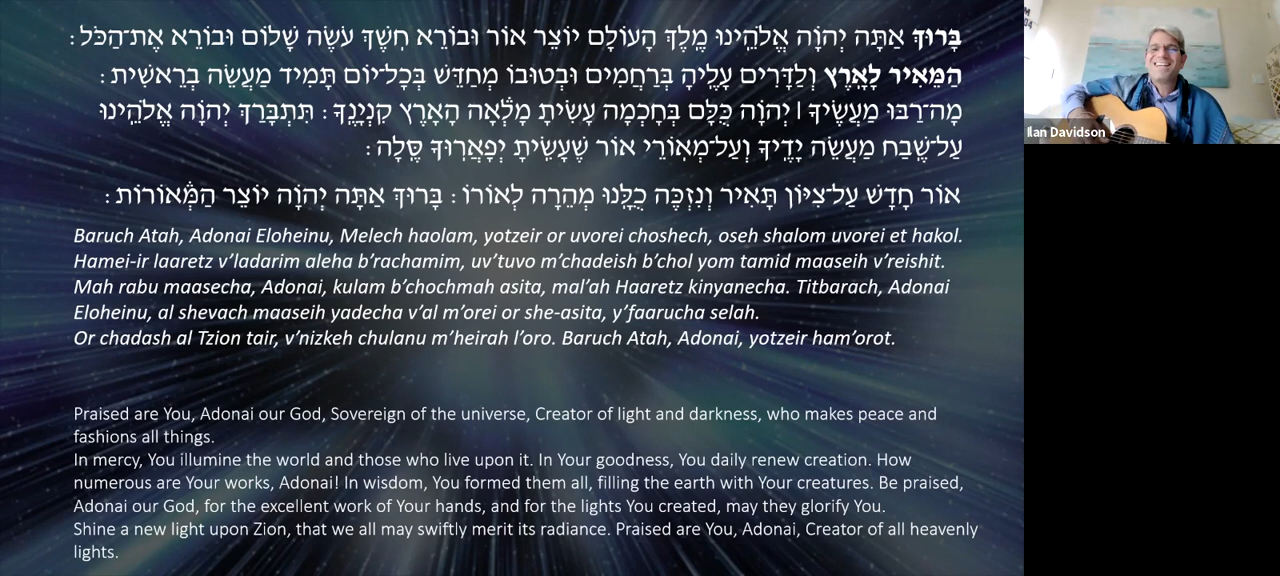 בָּרוּךְ אַתָּה יְהוָֹה אֱלֹהֵינוּ מֶלֶךְ הָעוֹלָם יוֹצֵר אוֹר וּבוֹרֵא חֹשֶׁךְ עֹשֶׂה שָׁלוֹם וּבוֹרֵא אֶת־הַכֹּל:
הַמֵּאִיר לָאָרֶץ וְלַדָּרִים עָלֶיהָ בְּרַחֲמִים וּבְטוּבוֹ מְחַדֵּשׁ בְּכָל־יוֹם תָּמִיד מַעֲשֵׂה בְרֵאשִׁית:
מָה־רַבּוּ מַעֲשֶׂיךָ | יְהוָֹה כֻּלָּם בְּחָכְמָה עָשִׂיתָ מָלְאָה הָאָרֶץ קִנְיָנֶךָ: תִּתְבָּרַךְ יְהוָֹה אֱלֹהֵינוּ
עַל־שֶׁבַח מַעֲשֵׂה יָדֶיךָ וְעַל־מְאוֹרֵי אוֹר שֶׁעָשִׂיתָ יְפָאֲרוּךָ סֶּלָה:
אוֹר חָדָשׁ עַל־צִיּוֹן תָּאִיר וְנִזְכֶּה כֻלָּנוּ מְהֵרָה לְאוֹרוֹ: בָּרוּךְ אַתָּה יְהוָֹה יוֹצֵר הַמְּאוֹרוֹת:
Baruch Atah, Adonai Eloheinu, Melech haolam, yotzeir or uvorei choshech, oseh shalom uvorei et hakol.
Hamei-ir laaretz v’ladarim aleha b’rachamim, uv’tuvo m’chadeish b’chol yom tamid maaseih v’reishit.
Mah rabu maasecha, Adonai, kulam b’chochmah asita, mal’ah Haaretz kinyanecha. Titbarach, Adonai
Eloheinu, al shevach maaseih yadecha v’al m’orei or she-asita, y’faarucha selah.
Or chadash al Tzion tair, v’nizkeh chulanu m’heirah l’oro. Baruch Atah, Adonai, yotzeir ham’orot.
Praised are You, Adonai our God, Sovereign of the universe, Creator of light and darkness, who makes peace and
fashions all things.
In mercy, You illumine the world and those who live upon it. In Your goodness, You daily renew creation. How
numerous are Your works, Adonai! In wisdom, You formed them all, filling the earth with Your creatures. Be praised,
Adonai our God, for the excellent work of Your hands, and for the lights You created, may they glorify You.
Shine a new light upon Zion, that we all may swiftly merit its radiance. Praised are You, Adonai, Creator of all heavenly
lights.
Ilan Davidson